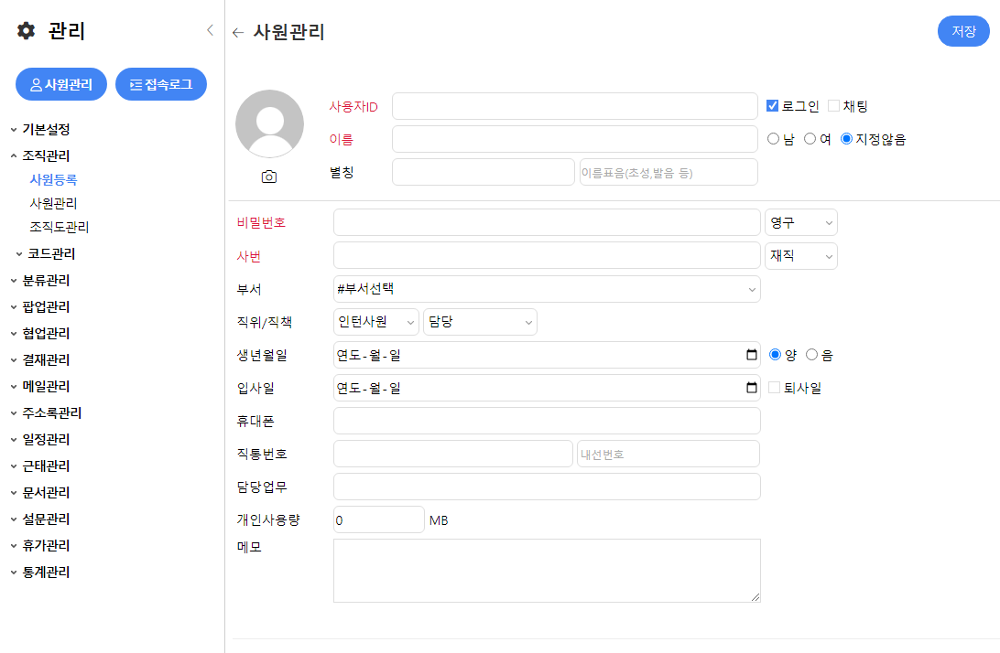 관리
사원관리
접속로그
기본설정
조직관리
사원등록
사원관리
조직도관리
코드관리
분류관리
팝업관리
협업관리
결재관리
메일관리
주소록관리
일정관리
근태관리
문서관리
설문관리
휴가관리
통계관리
사원관리
저장
사용자ID
로그인 채팅
이름
남 여 지정않음
별칭
이름표음(초성,발음 등)
비밀번호
영구
사번
재직
부서
#부서선택
직위/직책
인턴사원 담당
생년월일
연도-월-일
양 음
입사일
연도-월-일
퇴사일
휴대폰
직통번호
내선번호
담당업무
개인사용량
0 MB
메모